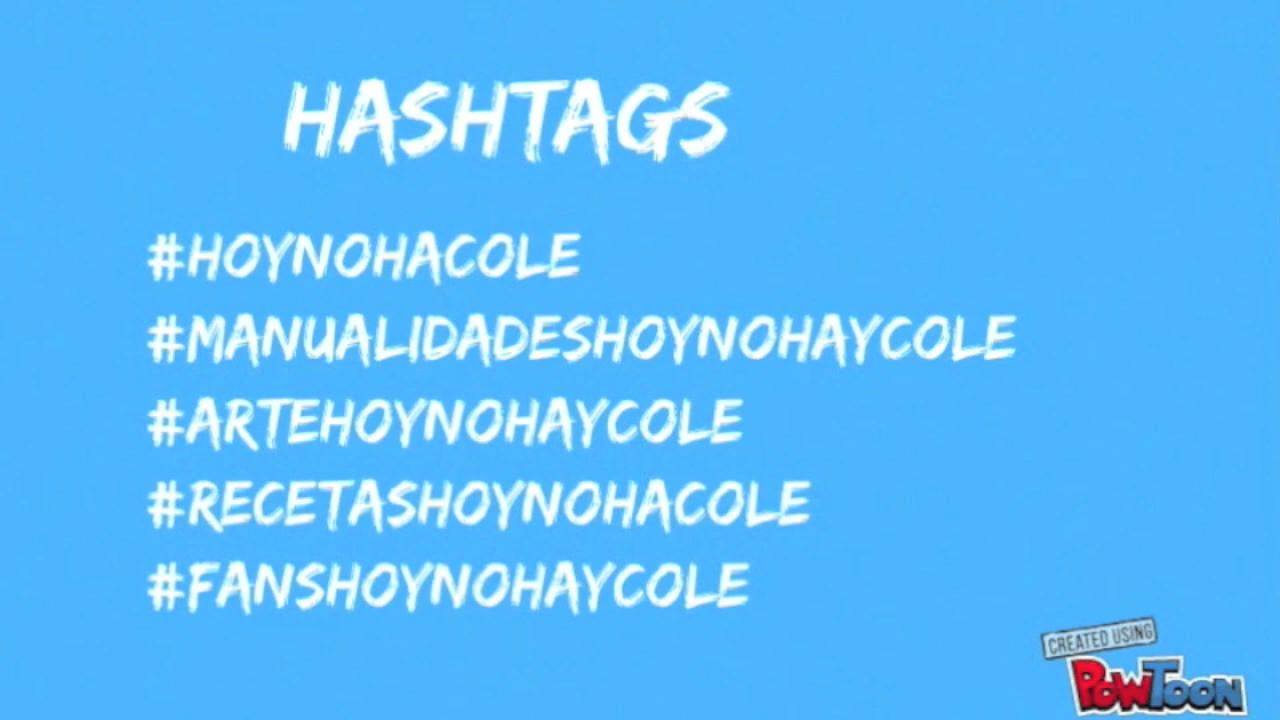 HASHTAGS
#HOYNOHACOLE
#MANUALIDADESHOYNOHAYCOLE
#ARTEHOYNOHAYCOLE
#RECETASHOYNOHACOLE
#FANSHOYNOHAYCOLE
CREATED USING
POWTOON